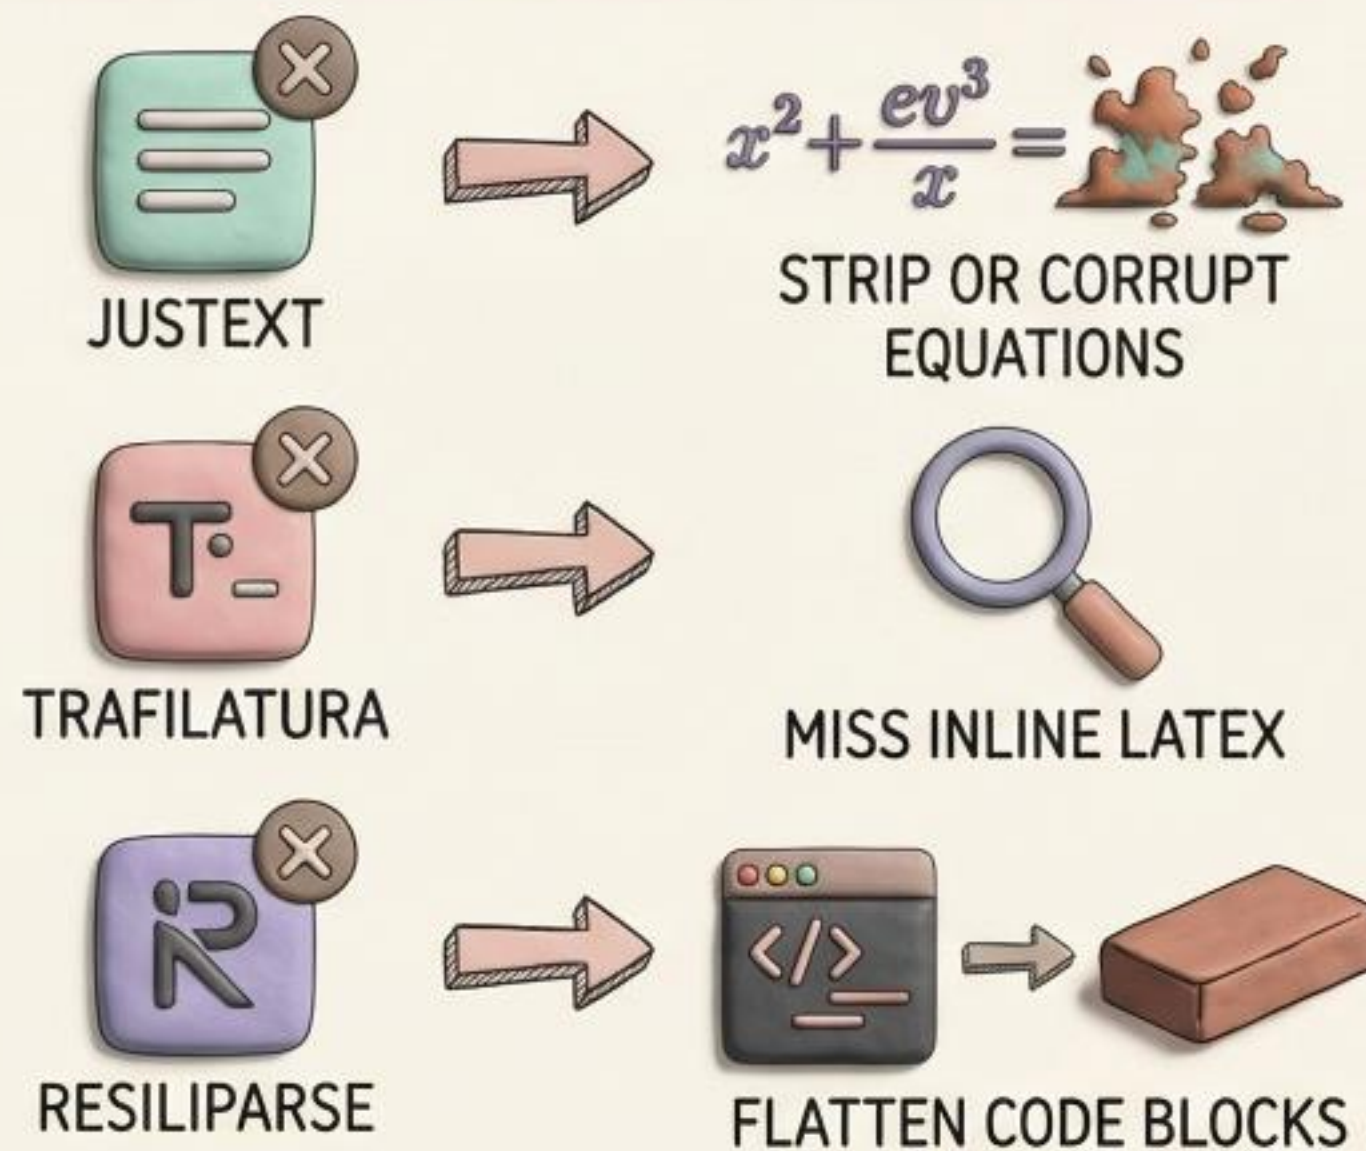 JUSTEXT
x² + ev³/x =
STRIP OR CORRUPT
EQUATIONS
T
TRAFILATURA
MISS INLINE LATEX
R
</>
RESILIPARSE
FLATTEN CODE BLOCKS